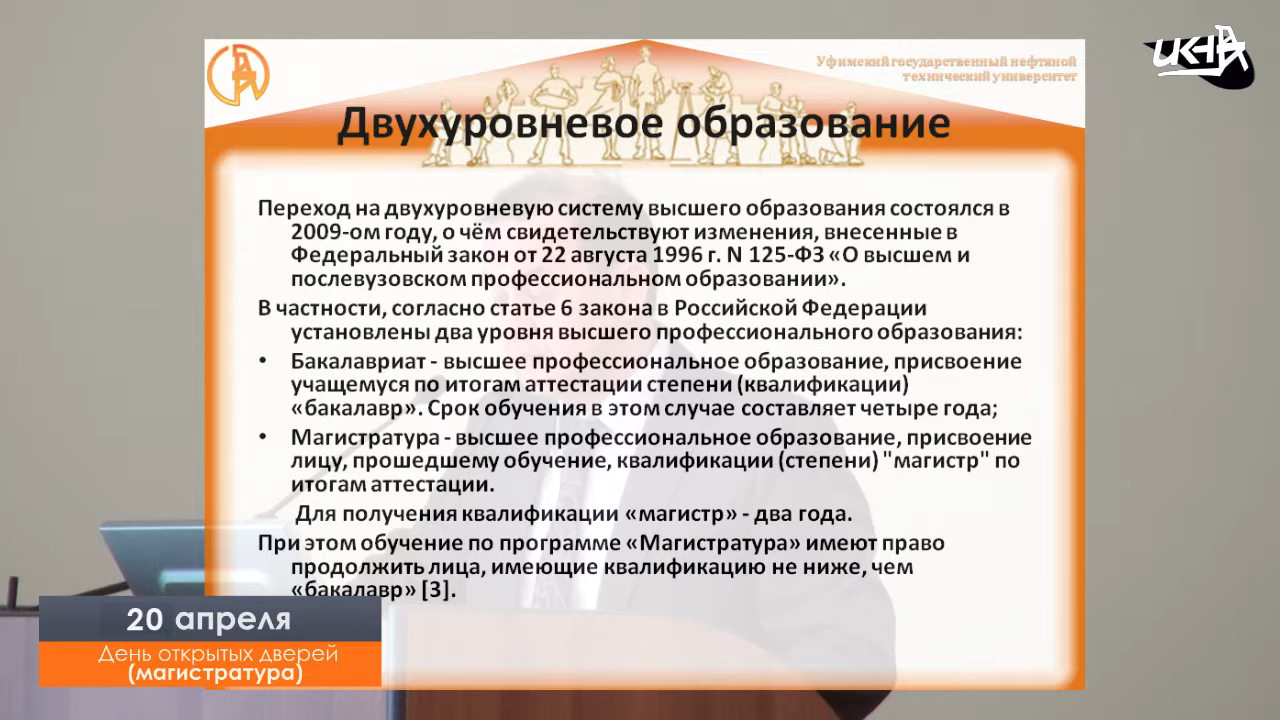 Уфимский государственный нефтяной
технический университет
ИСНД
Двухуровневое образование
Переход на двухуровневую систему высшего образования состоялся в
2009-ом году, о чём свидетельствуют изменения, внесенные в
Федеральный закон от 22 августа 1996 г. N 125-ФЗ «О высшем и
послевузовском профессиональном образовании».
В частности, согласно статье 6 закона в Российской Федерации
установлены два уровня высшего профессионального образования:
• Бакалавриат - высшее профессиональное образование, присвоение
учащемуся по итогам аттестации степени (квалификации)
«бакалавр». Срок обучения в этом случае составляет четыре года;
• Магистратура - высшее профессиональное образование, присвоение
лицу, прошедшему обучение, квалификации (степени) "магистр" по
итогам аттестации.
Для получения квалификации «магистр» - два года.
При этом обучение по программе «Магистратура» имеют право
продолжить лица, имеющие квалификацию не ниже, чем
«бакалавр» [3].
20 апреля
День открытых дверей
(магистратура)